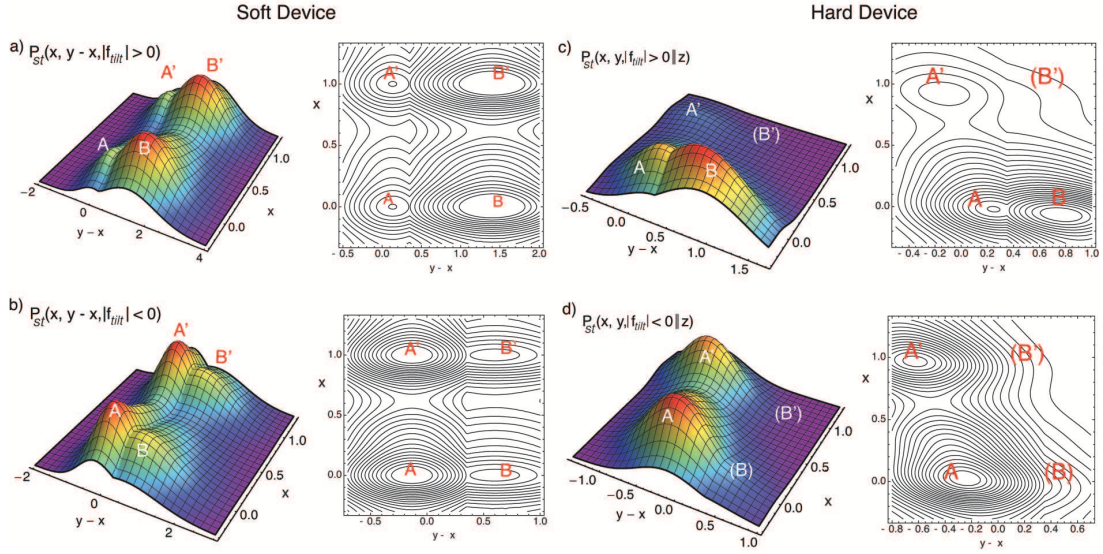 Soft Device
Hard Device
a) P_St(x, y - x,|f_tilt| > 0)
A'
B'
A
B
-2
0
2
4
y - x
0.0
0.5
1.0
x
x
1.0
0.5
0.0
A'
B'
A
B
- 0.5 0.0 0.5 1.0 1.5 2.0
y - x
c) P_St(x, y,|f_tilt| > 0‖z)
A'
(B')
A
B
-0.5
0.0
0.5
1.0
1.5
y - x
0.0
0.5
1.0
x
x
1.0
0.5
0.0
A'
(B')
A
B
- 0.4 - 0.2 0.0 0.2 0.4 0.6 0.8 1.0
y - x
b) P_St(x, y - x,|f_tilt| < 0)
A'
B'
A
B
-2
0
2
y - x
0.0
0.5
1.0
x
x
1.0
0.5
0.0
A'
B'
A
B
- 0.5 0.0 0.5 1.0
y - x
d) P_St(x, y,|f_tilt| < 0‖z)
A'
(B')
A
(B)
-1.0
-0.5
0.0
0.5
1.0
y - x
0.0
0.5
1.0
x
x
1.0
0.5
0.0
A'
(B')
A
(B)
- 0.8 - 0.6 - 0.4 - 0.2 0.0 0.2 0.4 0.6
y - x